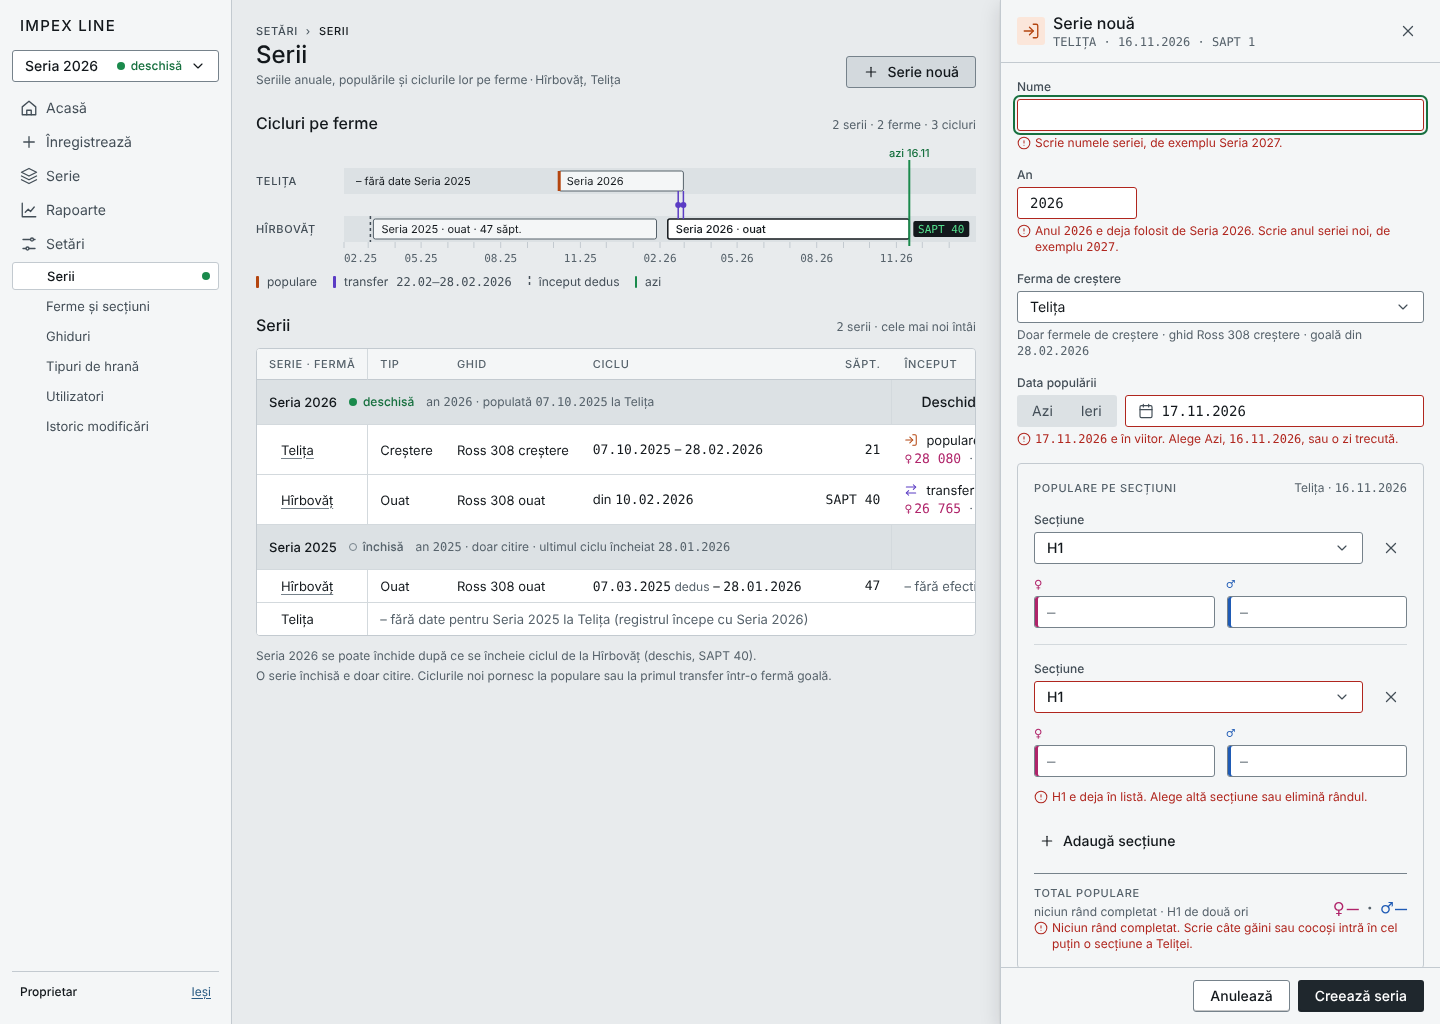 IMPEX LINE
Seria 2026 deschisă
Acasă
Înregistrează
Serie
Rapoarte
Setări
Serii
Ferme și secțiuni
Ghiduri
Tipuri de hrană
Utilizatori
Istoric modificări
Proprietar Ieși
SETĂRI › SERII
Serii
Seriile anuale, populările și ciclurile lor pe ferme · Hîrbovăț, Telița
+ Serie nouă
Cicluri pe ferme
2 serii · 2 ferme · 3 cicluri
azi 16.11
TELIȚA – fără date Seria 2025 Seria 2026
HÎRBOVĂȚ Seria 2025 · ouat · 47 săpt. Seria 2026 · ouat SAPT 40
02.25 05.25 08.25 11.25 02.26 05.26 08.26 11.26
populare transfer 22.02–28.02.2026 început dedus azi
Serii
2 serii · cele mai noi întâi
SERIE · FERMĂ TIP GHID CICLU SĂPT. ÎNCEPUT
Seria 2026 deschisă an 2026 · populată 07.10.2025 la Telița Deschid
Telița Creștere Ross 308 creștere 07.10.2025 – 28.02.2026 21 populare
♀28 080 ·
Hîrbovăț Ouat Ross 308 ouat din 10.02.2026 SAPT 40 transfer
♀26 765 ·
Seria 2025 închisă an 2025 · doar citire · ultimul ciclu încheiat 28.01.2026
Hîrbovăț Ouat Ross 308 ouat 07.03.2025 dedus – 28.01.2026 47 – fără efecti
Telița – fără date pentru Seria 2025 la Telița (registrul începe cu Seria 2026)
Seria 2026 se poate închide după ce se încheie ciclul de la Hîrbovăț (deschis, SAPT 40).
O serie închisă e doar citire. Ciclurile noi pornesc la populare sau la primul transfer într-o fermă goală.
Serie nouă
TELIȚA · 16.11.2026 · SAPT 1
Nume
Scrie numele seriei, de exemplu Seria 2027.
An
2026
Anul 2026 e deja folosit de Seria 2026. Scrie anul seriei noi, de
exemplu 2027.
Ferma de creștere
Telița
Doar fermele de creștere · ghid Ross 308 creștere · goală din
28.02.2026
Data populării
Azi Ieri 17.11.2026
17.11.2026 e în viitor. Alege Azi, 16.11.2026, sau o zi trecută.
POPULARE PE SECȚIUNI Telița · 16.11.2026
Secțiune
H1
♀ ♂
– –
Secțiune
H1
♀ ♂
– –
H1 e deja în listă. Alege altă secțiune sau elimină rândul.
+ Adaugă secțiune
TOTAL POPULARE
niciun rând completat · H1 de două ori ♀– · ♂–
Niciun rând completat. Scrie câte găini sau cocoși intră în cel
puțin o secțiune a Teliței.
Anulează Creează seria